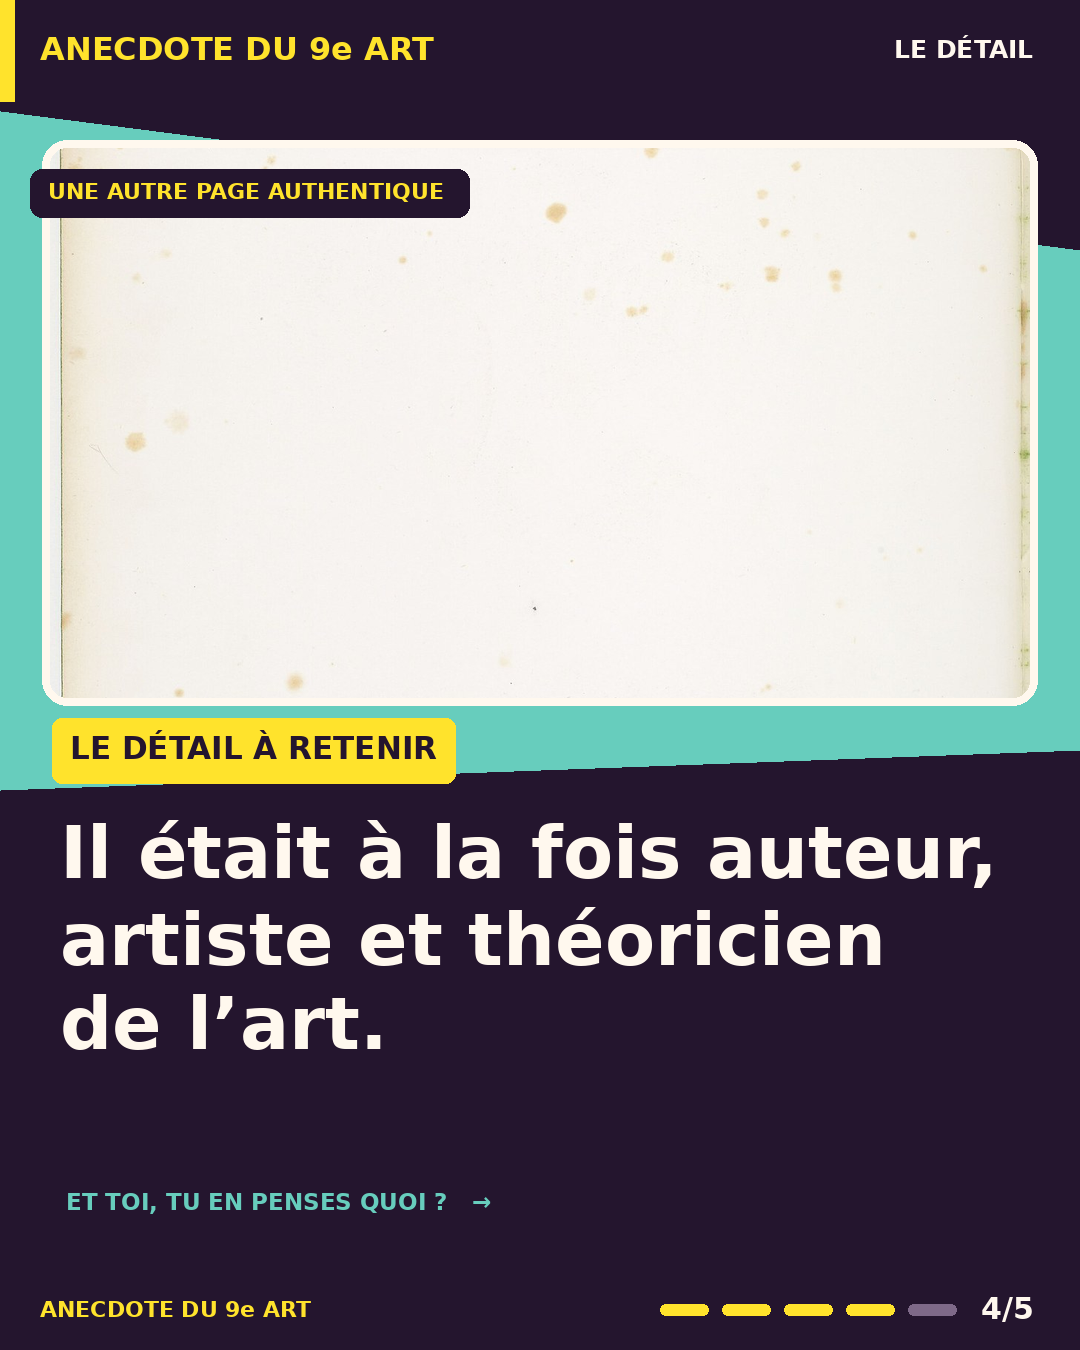 ANECDOTE DU 9e ART
LE DÉTAIL
UNE AUTRE PAGE AUTHENTIQUE
LE DÉTAIL À RETENIR
Il était à la fois auteur,
artiste et théoricien
de l’art.
ET TOI, TU EN PENSES QUOI ? →
ANECDOTE DU 9e ART
4/5